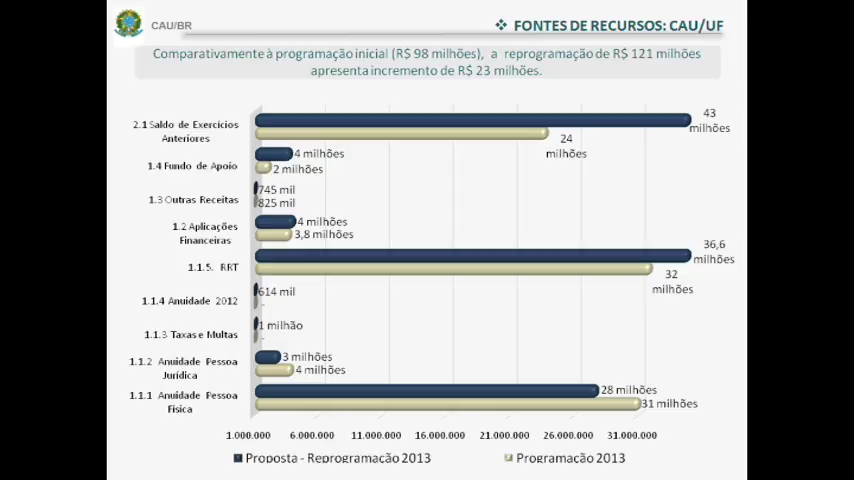 CAU/BR
❖ FONTES DE RECURSOS: CAU/UF
Comparativamente à programação inicial (R$ 98 milhões), a reprogramação de R$ 121 milhões
apresenta incremento de R$ 23 milhões.
2.1 Saldo de Exercícios
Anteriores
43
milhões
24
milhões
1.4 Fundo de Apoio
4 milhões
2 milhões
1.3 Outras Receitas
745 mil
825 mil
1.2 Aplicações
Financeiras
4 milhões
3,8 milhões
1.1.5. RRT
36,6
milhões
32
milhões
1.1.4 Anuidade 2012
614 mil
-
1.1.3 Taxas e Multas
1 milhão
-
1.1.2 Anuidade Pessoa
Jurídica
3 milhões
4 milhões
1.1.1 Anuidade Pessoa
Física
28 milhões
31 milhões
1.000.000 6.000.000 11.000.000 16.000.000 21.000.000 26.000.000 31.000.000
Proposta - Reprogramação 2013 Programação 2013